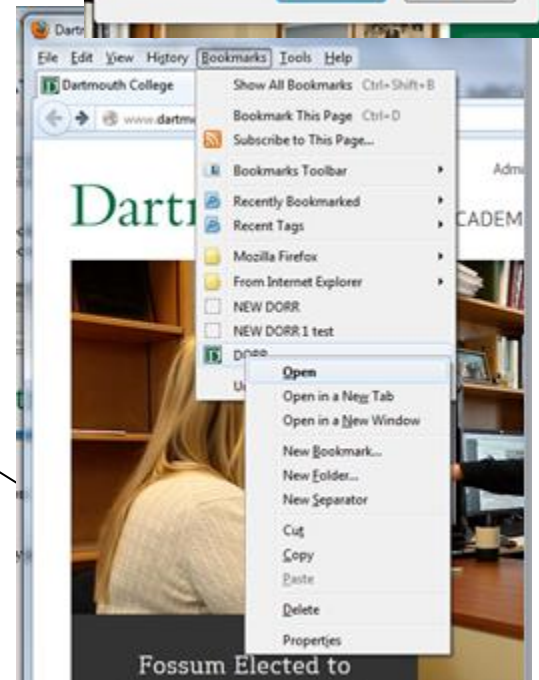 Dartm
File Edit View History Bookmarks Tools Help
Dartmouth College
www.dartm
Show All Bookmarks Ctrl+Shift+B
Bookmark This Page Ctrl+D
Subscribe to This Page...
Bookmarks Toolbar
Recently Bookmarked
Recent Tags
Mozilla Firefox
From Internet Explorer
NEW DORR
NEW DORR 1 test
DORR
Open
Open in a New Tab
Open in a New Window
New Bookmark...
New Folder...
New Separator
Cut
Copy
Paste
Delete
Properties
Adm
CADEM
Fossum Elected to